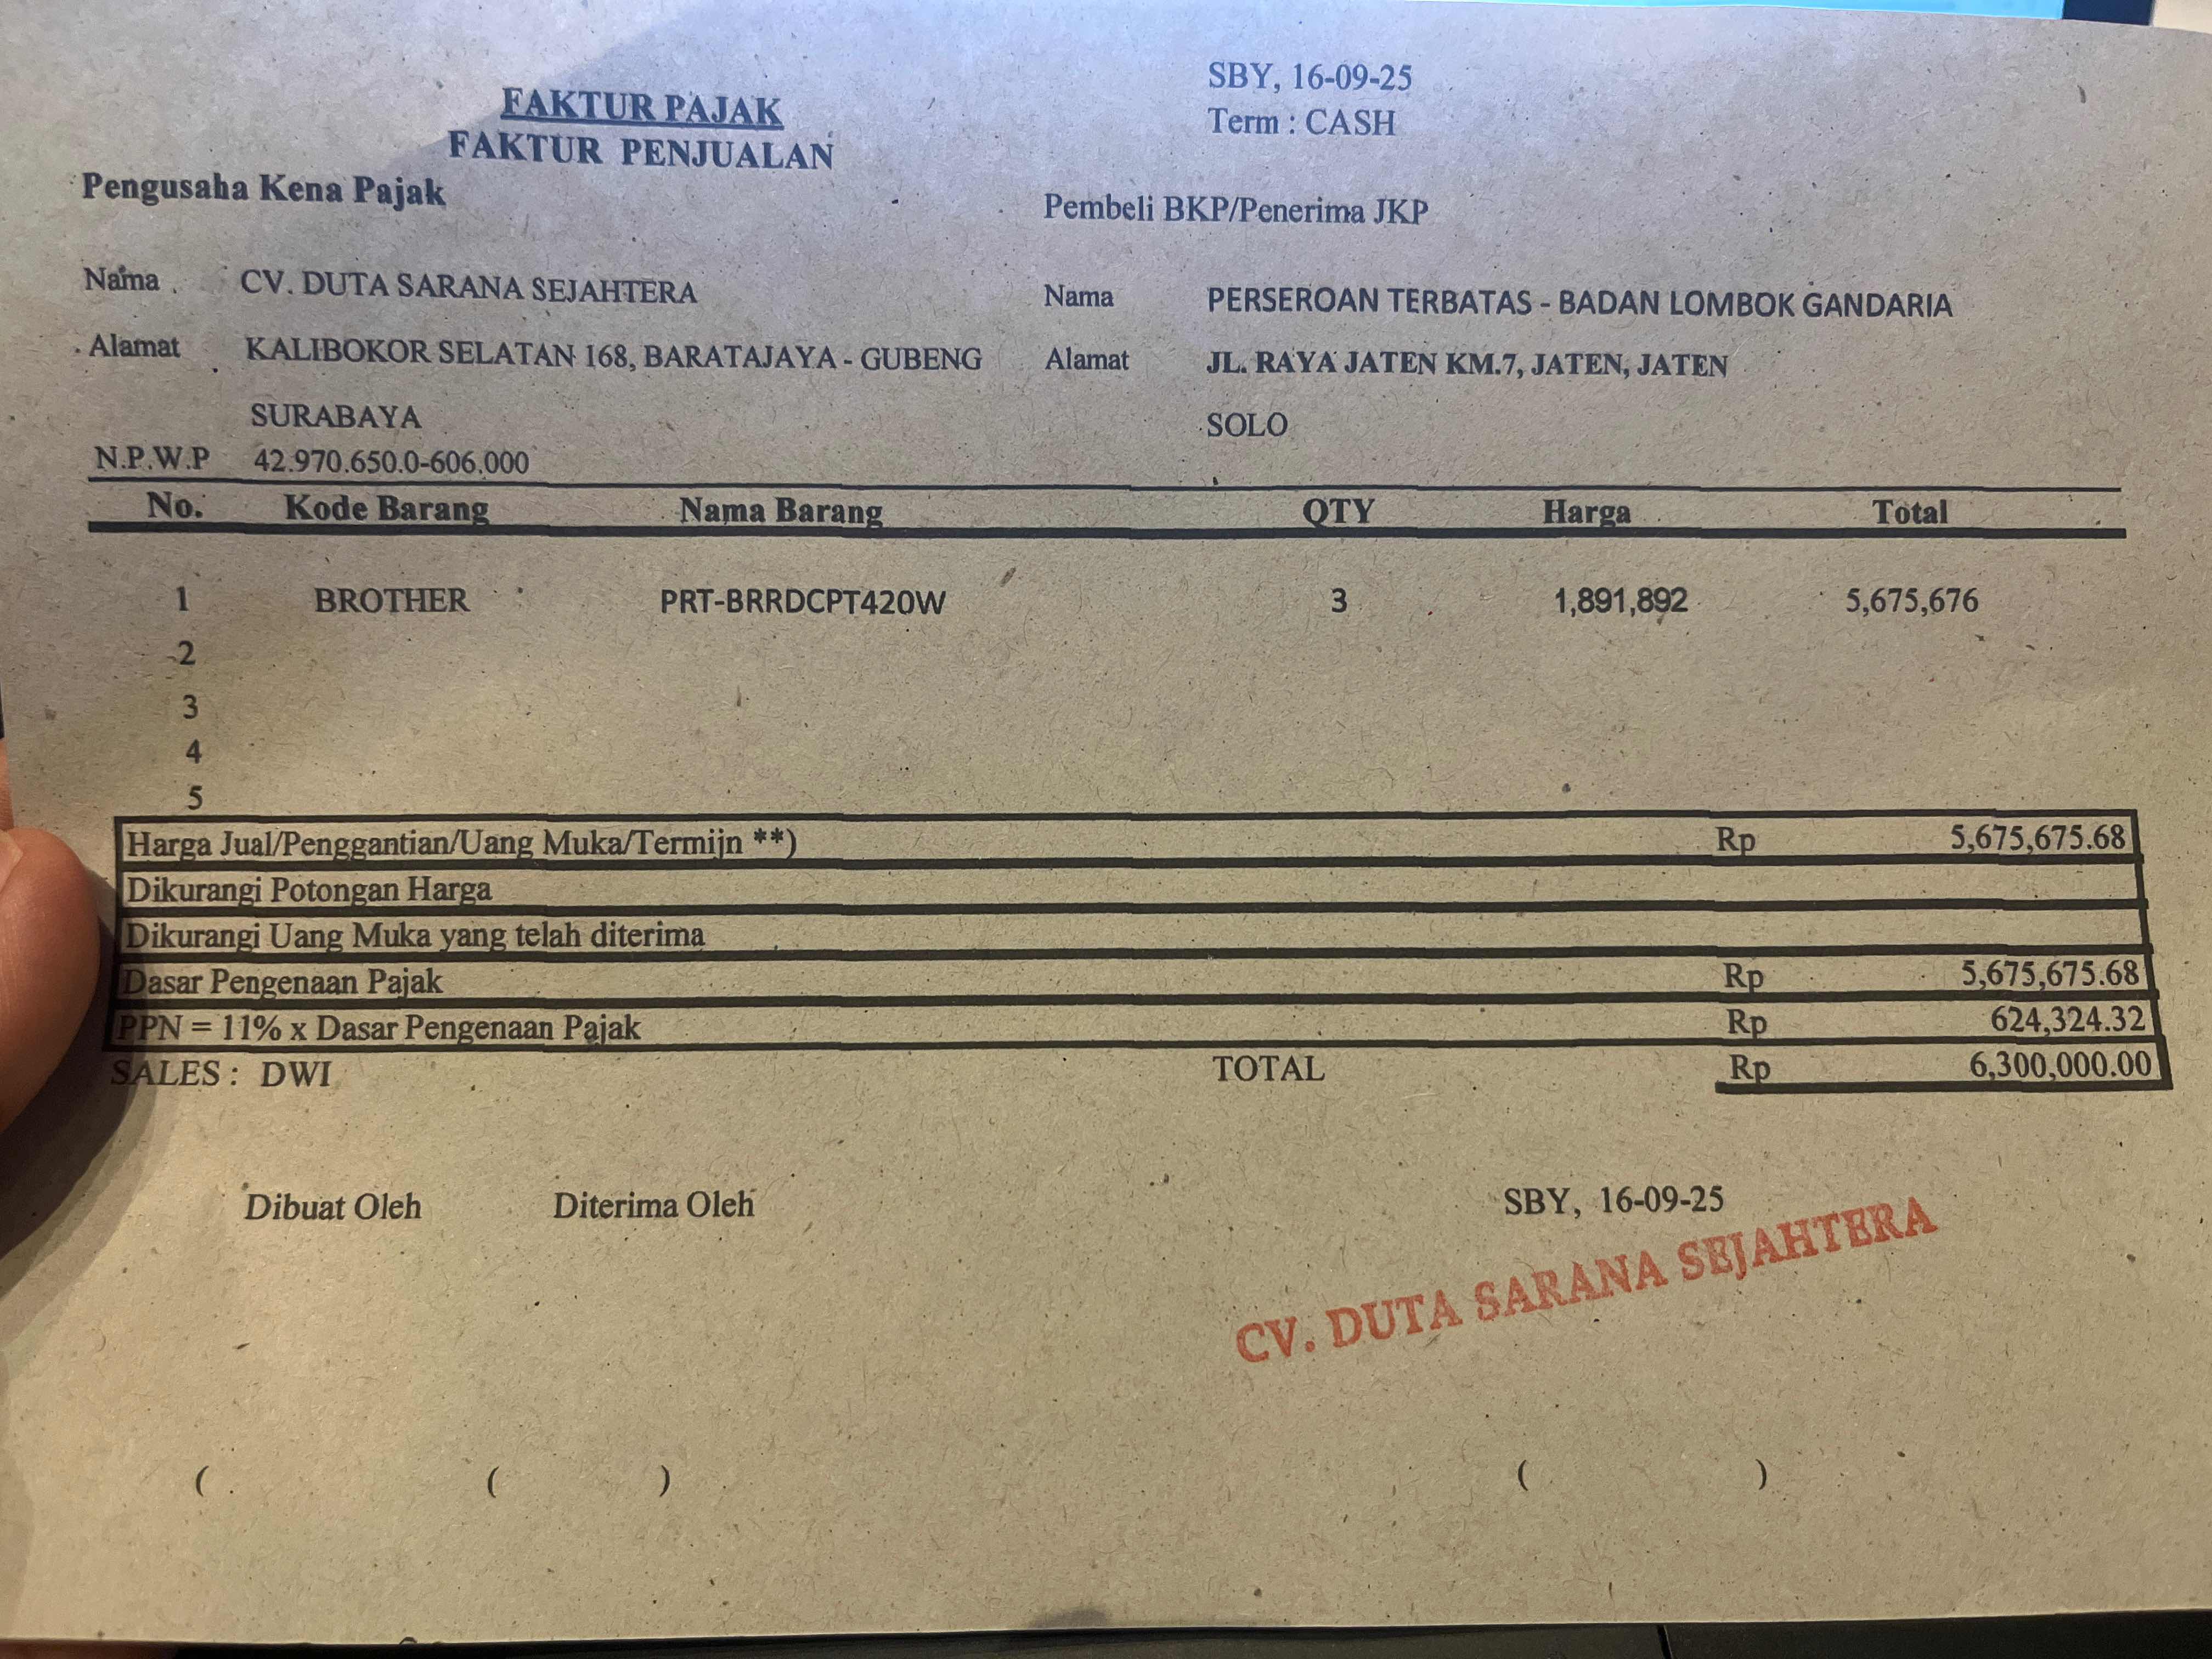 SBY, 16-09-25
FAKTUR PAJAK
Term : CASH
FAKTUR PENJUALAN
Pengusaha Kena Pajak
Pembeli BKP/Penerima JKP
Nama CV. DUTA SARANA SEJAHTERA
Nama PERSEROAN TERBATAS - BADAN LOMBOK GANDARIA
Alamat KALIBOKOR SELATAN 168, BARATAJAYA - GUBENG
Alamat JL. RAYA JATEN KM.7, JATEN, JATEN
SURABAYA
SOLO
N.P.W.P 42.970.650.0-606.000
No. Kode Barang Nama Barang QTY Harga Total
1 BROTHER PRT-BRRDCPT420W 3 1,891,892 5,675,676
2
3
4
5
Harga Jual/Penggantian/Uang Muka/Termijn **) Rp 5,675,675.68
Dikurangi Potongan Harga
Dikurangi Uang Muka yang telah diterima
Dasar Pengenaan Pajak Rp 5,675,675.68
PPN = 11% x Dasar Pengenaan Pajak Rp 624,324.32
SALES : DWI TOTAL Rp 6,300,000.00
Dibuat Oleh Diterima Oleh SBY, 16-09-25
CV. DUTA SARANA SEJAHTERA
( ( ) ( )